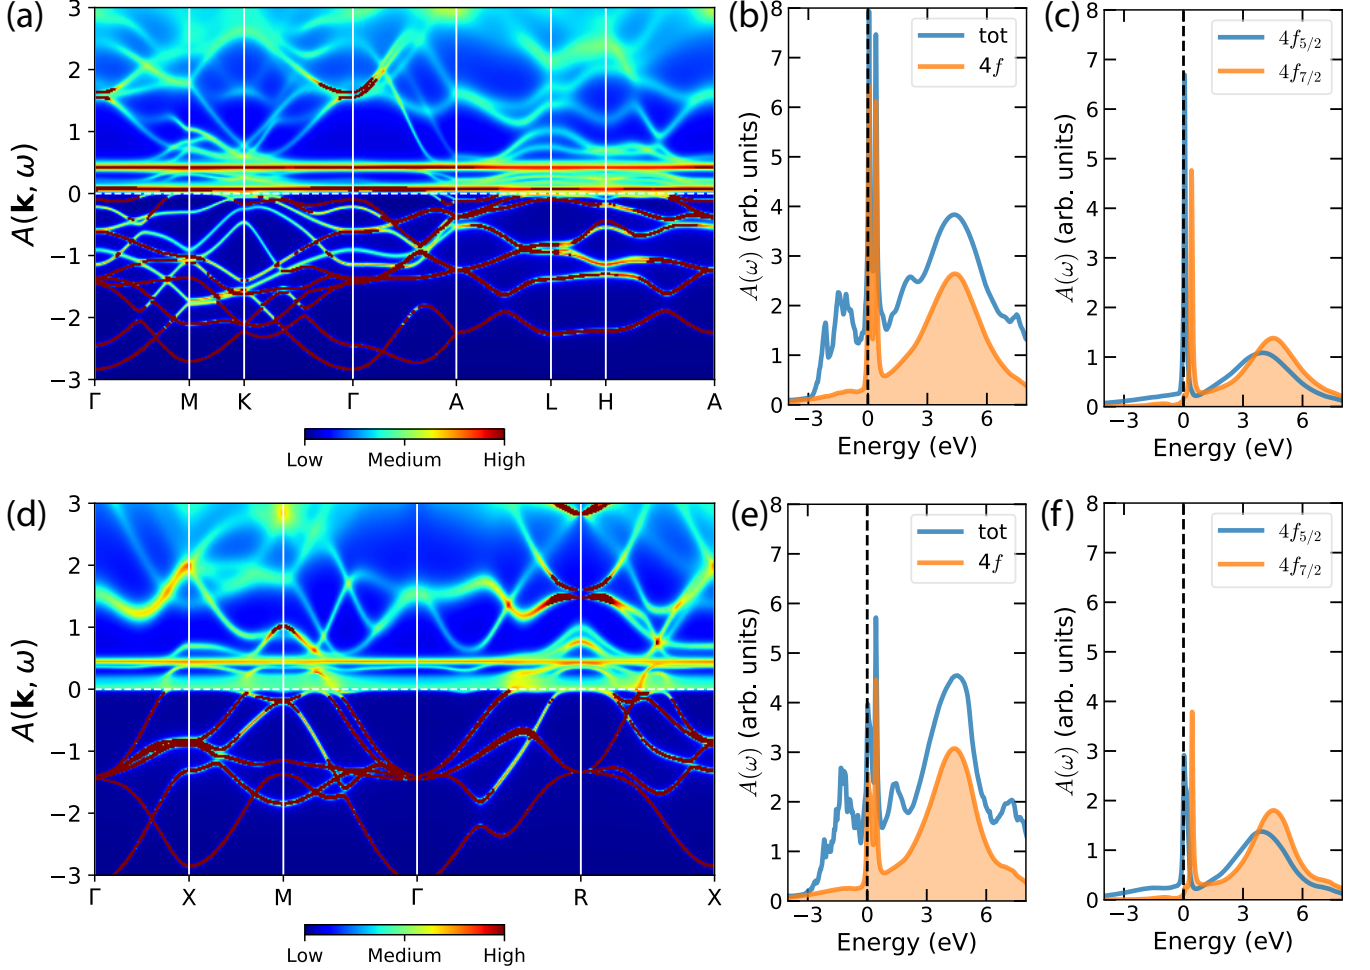 (a)
A(k, ω)
3
2
1
0
−1
−2
−3
Γ M K Γ A L H A
Low Medium High
(b)
A(ω) (arb. units)
8
7
6
5
4
3
2
1
0
tot
4f
−3 0 3 6
Energy (eV)
(c)
A(ω) (arb. units)
8
7
6
5
4
3
2
1
0
4f5/2
4f7/2
−3 0 3 6
Energy (eV)
(d)
A(k, ω)
3
2
1
0
−1
−2
−3
Γ X M Γ R X
Low Medium High
(e)
A(ω) (arb. units)
8
7
6
5
4
3
2
1
0
tot
4f
−3 0 3 6
Energy (eV)
(f)
A(ω) (arb. units)
8
7
6
5
4
3
2
1
0
4f5/2
4f7/2
−3 0 3 6
Energy (eV)